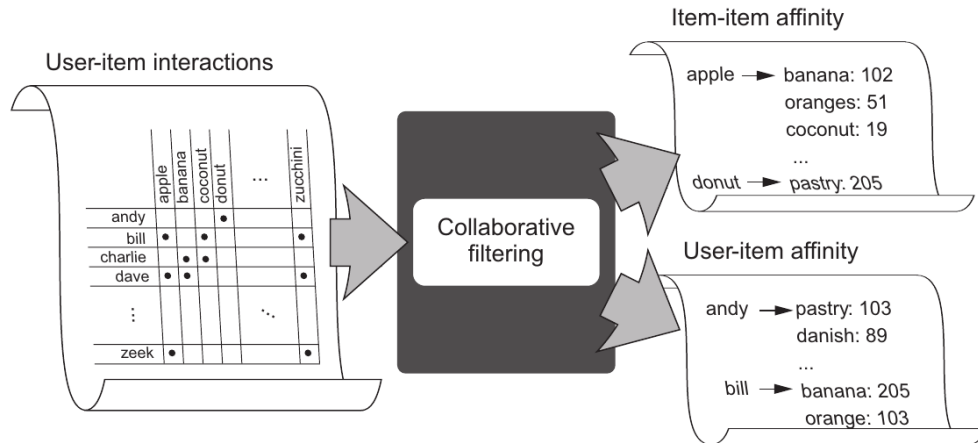 User-item interactions
apple
banana
coconut
donut
...
zucchini
andy
bill
charlie
dave
zeek
Collaborative
filtering
Item-item affinity
apple banana: 102
oranges: 51
coconut: 19
...
donut pastry: 205
User-item affinity
andy pastry: 103
danish: 89
...
bill banana: 205
orange: 103